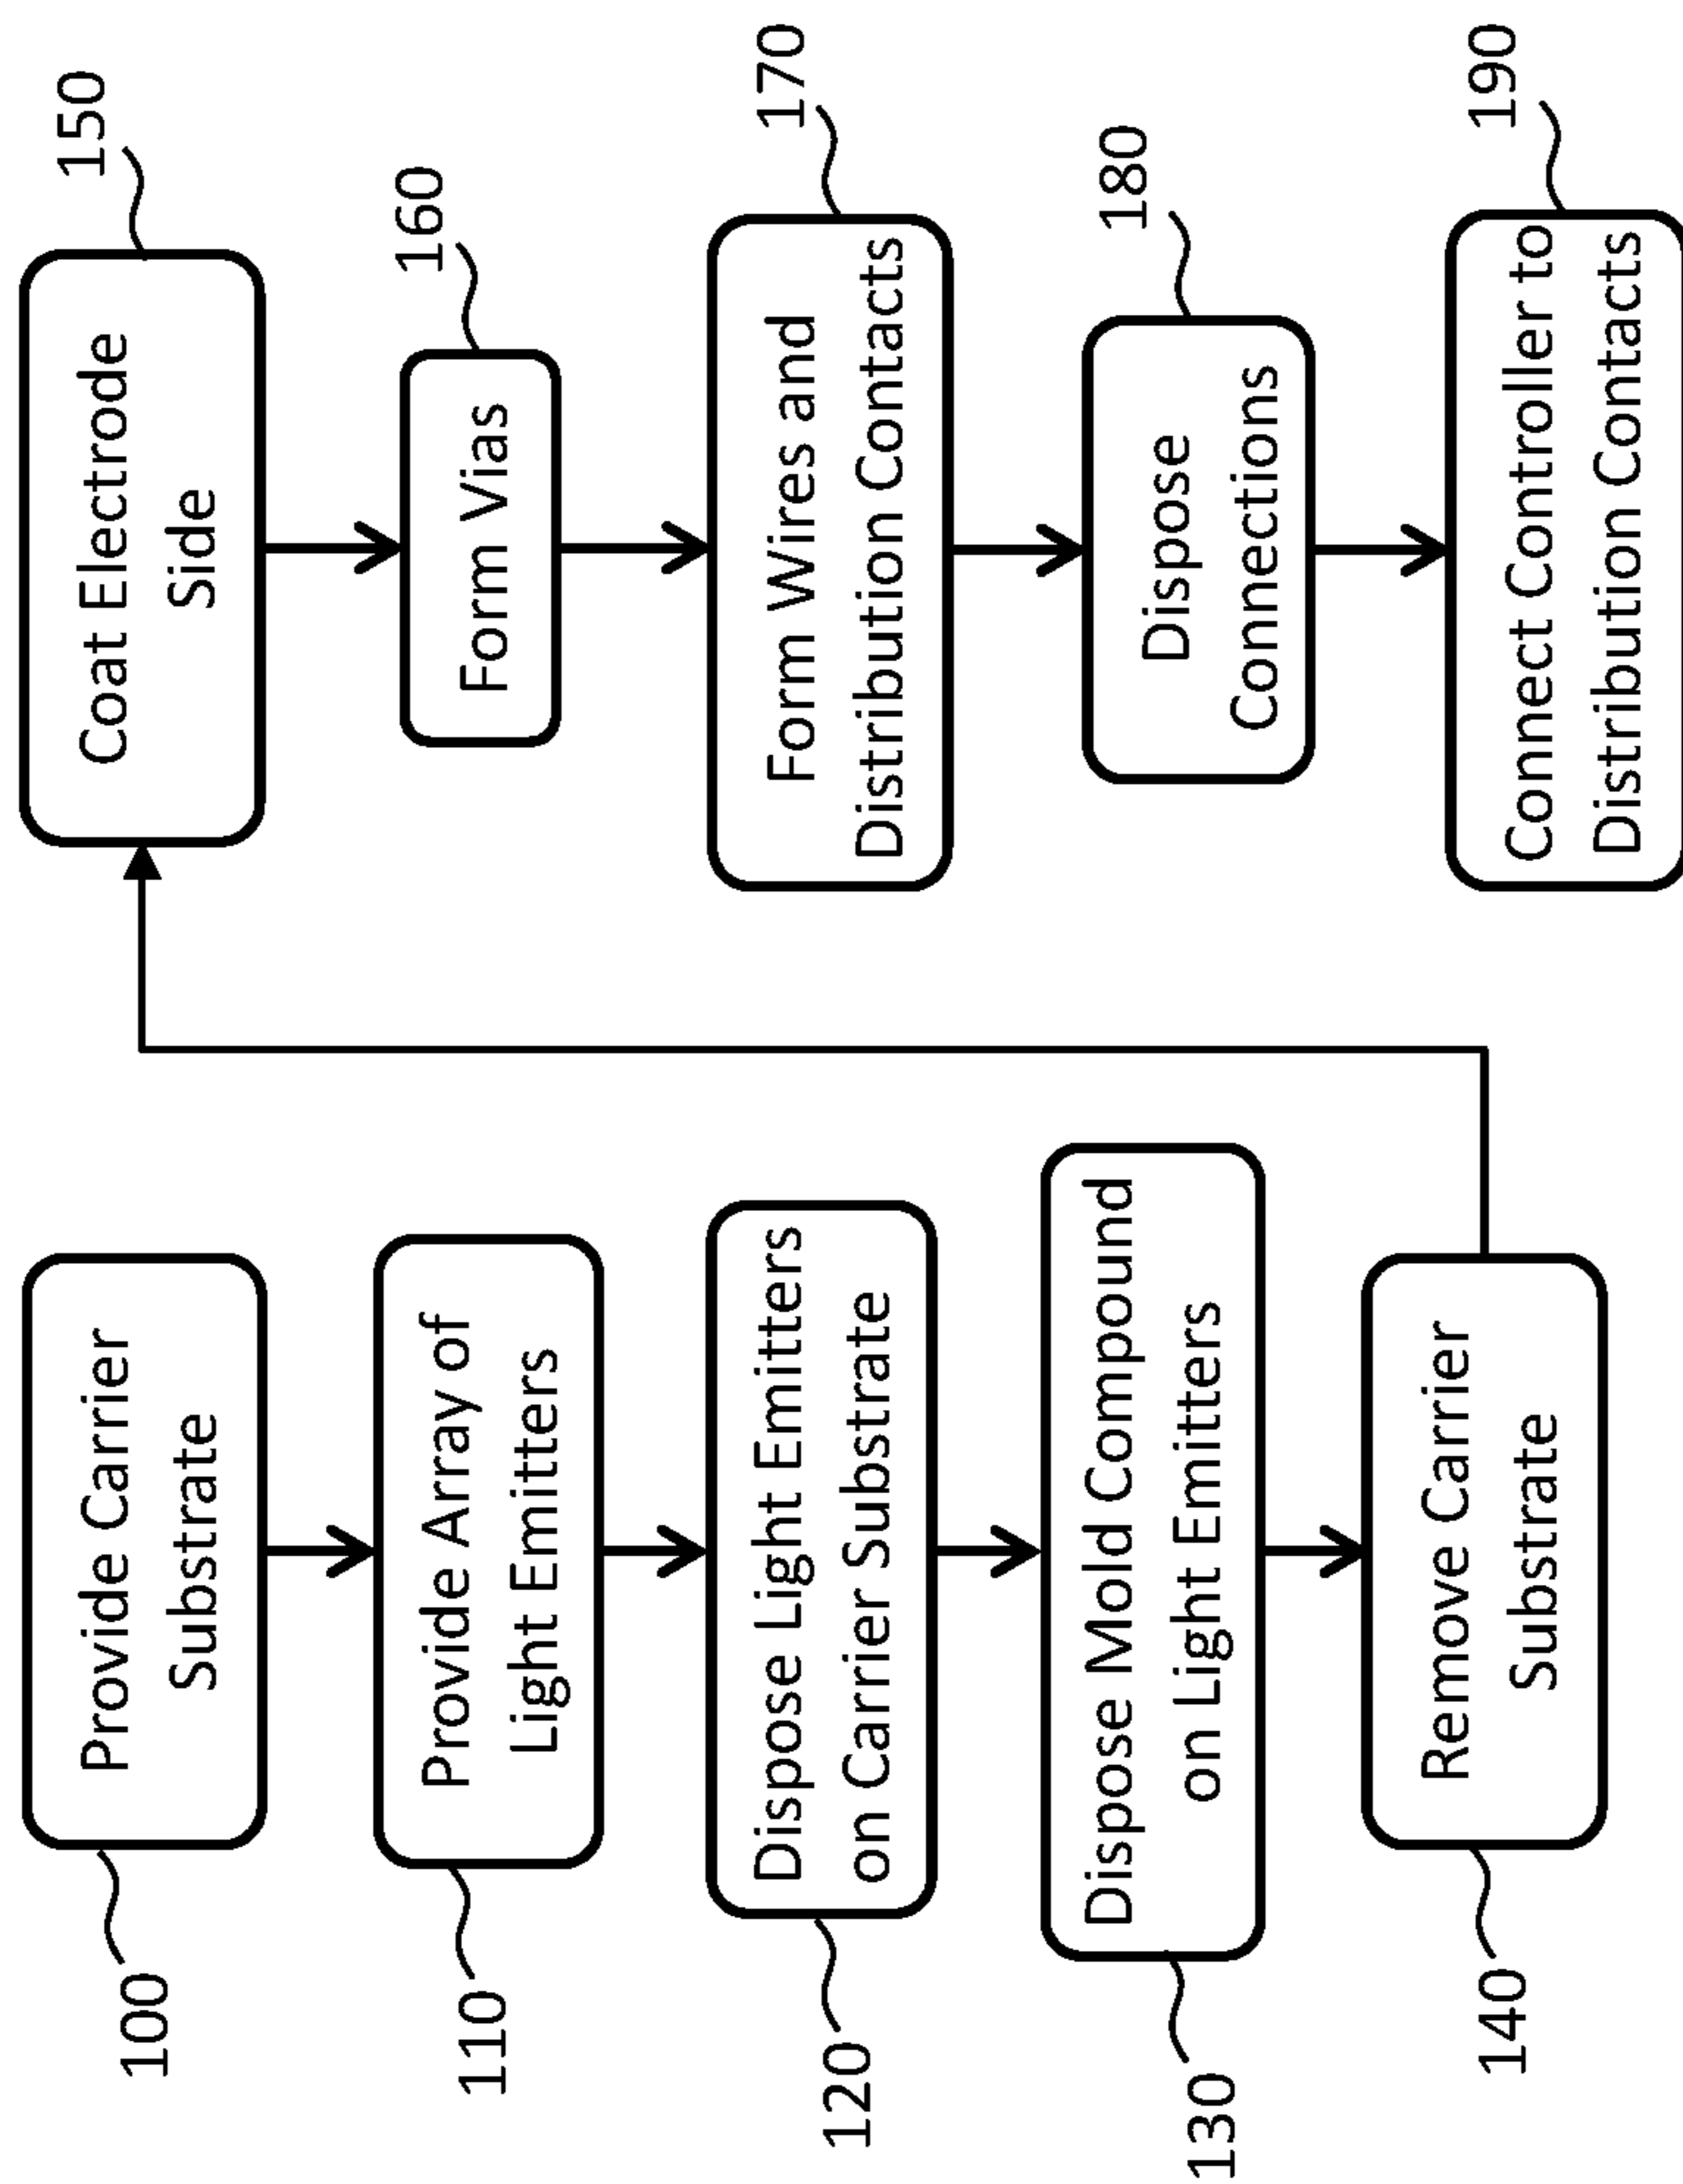 100
Provide Carrier
Substrate
110
Provide Array of
Light Emitters
120
Dispose Light Emitters
on Carrier Substrate
130
Dispose Mold Compound
on Light Emitters
140
Remove Carrier
Substrate
150
Coat Electrode
Side
160
Form Vias
170
Form Wires and
Distribution Contacts
180
Dispose
Connections
190
Connect Controller to
Distribution Contacts